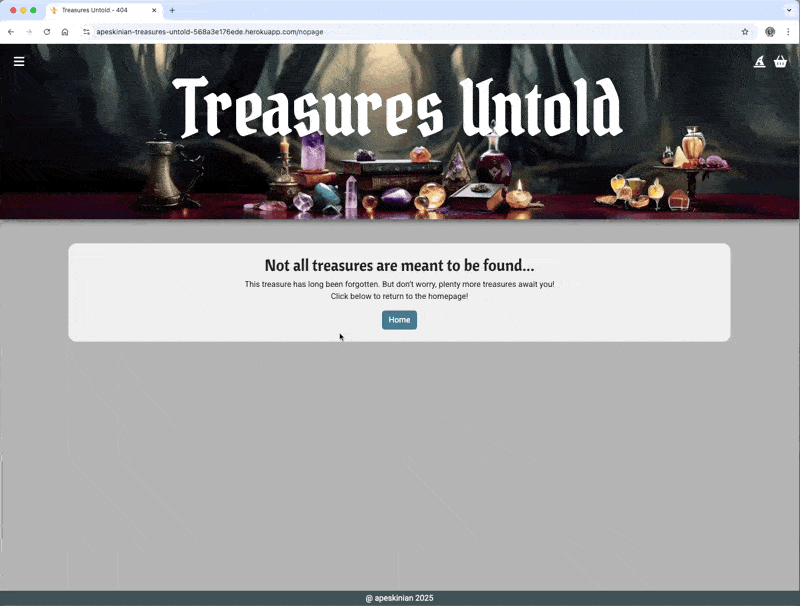 Treasures Untold - 404
apeskinian-treasures-untold-568a3e176ede.herokuapp.com/nopage
Treasures Untold
Not all treasures are meant to be found...
This treasure has long been forgotten. But don't worry, plenty more treasures await you!
Click below to return to the homepage!
Home
@ apeskinian 2025